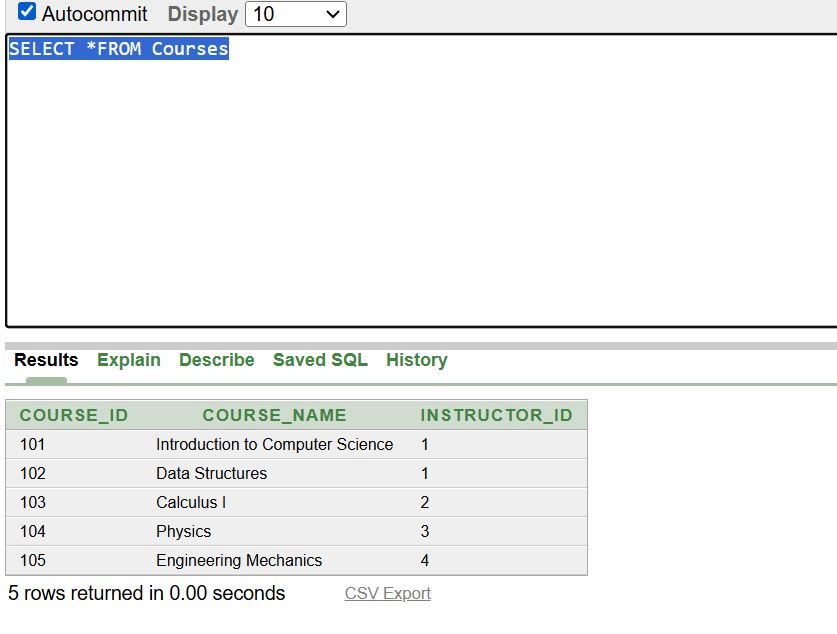 Autocommit Display 10
SELECT *FROM Courses
Results Explain Describe Saved SQL History
COURSE_ID COURSE_NAME INSTRUCTOR_ID
101 Introduction to Computer Science 1
102 Data Structures 1
103 Calculus I 2
104 Physics 3
105 Engineering Mechanics 4
5 rows returned in 0.00 seconds CSV Export